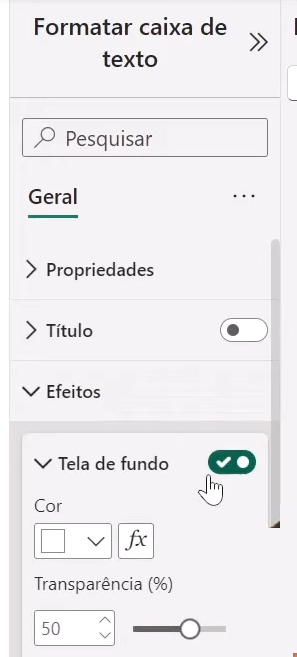 Formatar caixa de
texto
Pesquisar
Geral
Propriedades
Título
Efeitos
Tela de fundo
Cor
fx
Transparência (%)
50